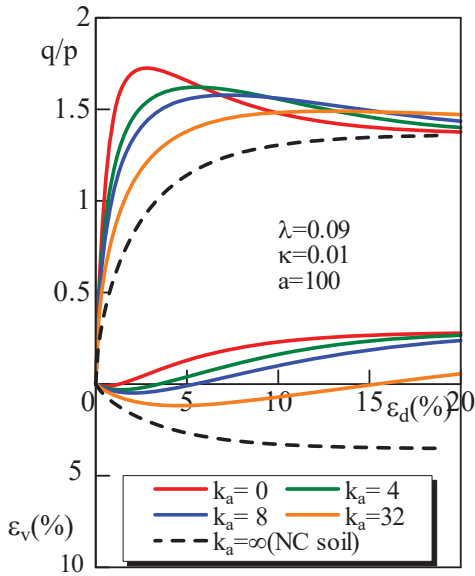 2
q/p
1.5
1
λ=0.09
κ=0.01
a=100
0.5
0
0 5 10 15 20
ε_d(%)
5
ε_v(%)
10
k_a= 0 k_a= 4
k_a= 8 k_a=32
k_a=∞(NC soil)